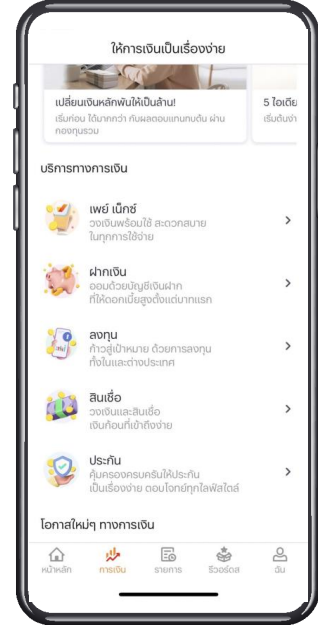 ให้การเงินเป็นเรื่องง่าย
เปลี่ยนเงินหลักพันให้เป็นล้าน!
เริ่มก่อน ได้มากกว่า กับผลตอบแทนทบต้น ผ่าน
กองทุนรวม
5 ไอเดีย
เริ่มต้นง่า
บริการทางการเงิน
เพย์ เน็กซ์
วงเงินพร้อมใช้ สะดวกสบาย
ในทุกการใช้จ่าย
ฝากเงิน
ออมด้วยบัญชีเงินฝาก
ที่ให้ดอกเบี้ยสูงตั้งแต่บาทแรก
ลงทุน
ก้าวสู่เป้าหมาย ด้วยการลงทุน
ทั้งในและต่างประเทศ
สินเชื่อ
วงเงินและสินเชื่อ
เงินก้อนที่เข้าถึงง่าย
ประกัน
คุ้มครองครบครันให้ประกัน
เป็นเรื่องง่าย ตอบโจทย์ทุกไลฟ์สไตล์
โอกาสใหม่ๆ ทางการเงิน
หน้าหลัก
การเงิน
รายการ
รีวอร์ดส
ฉัน